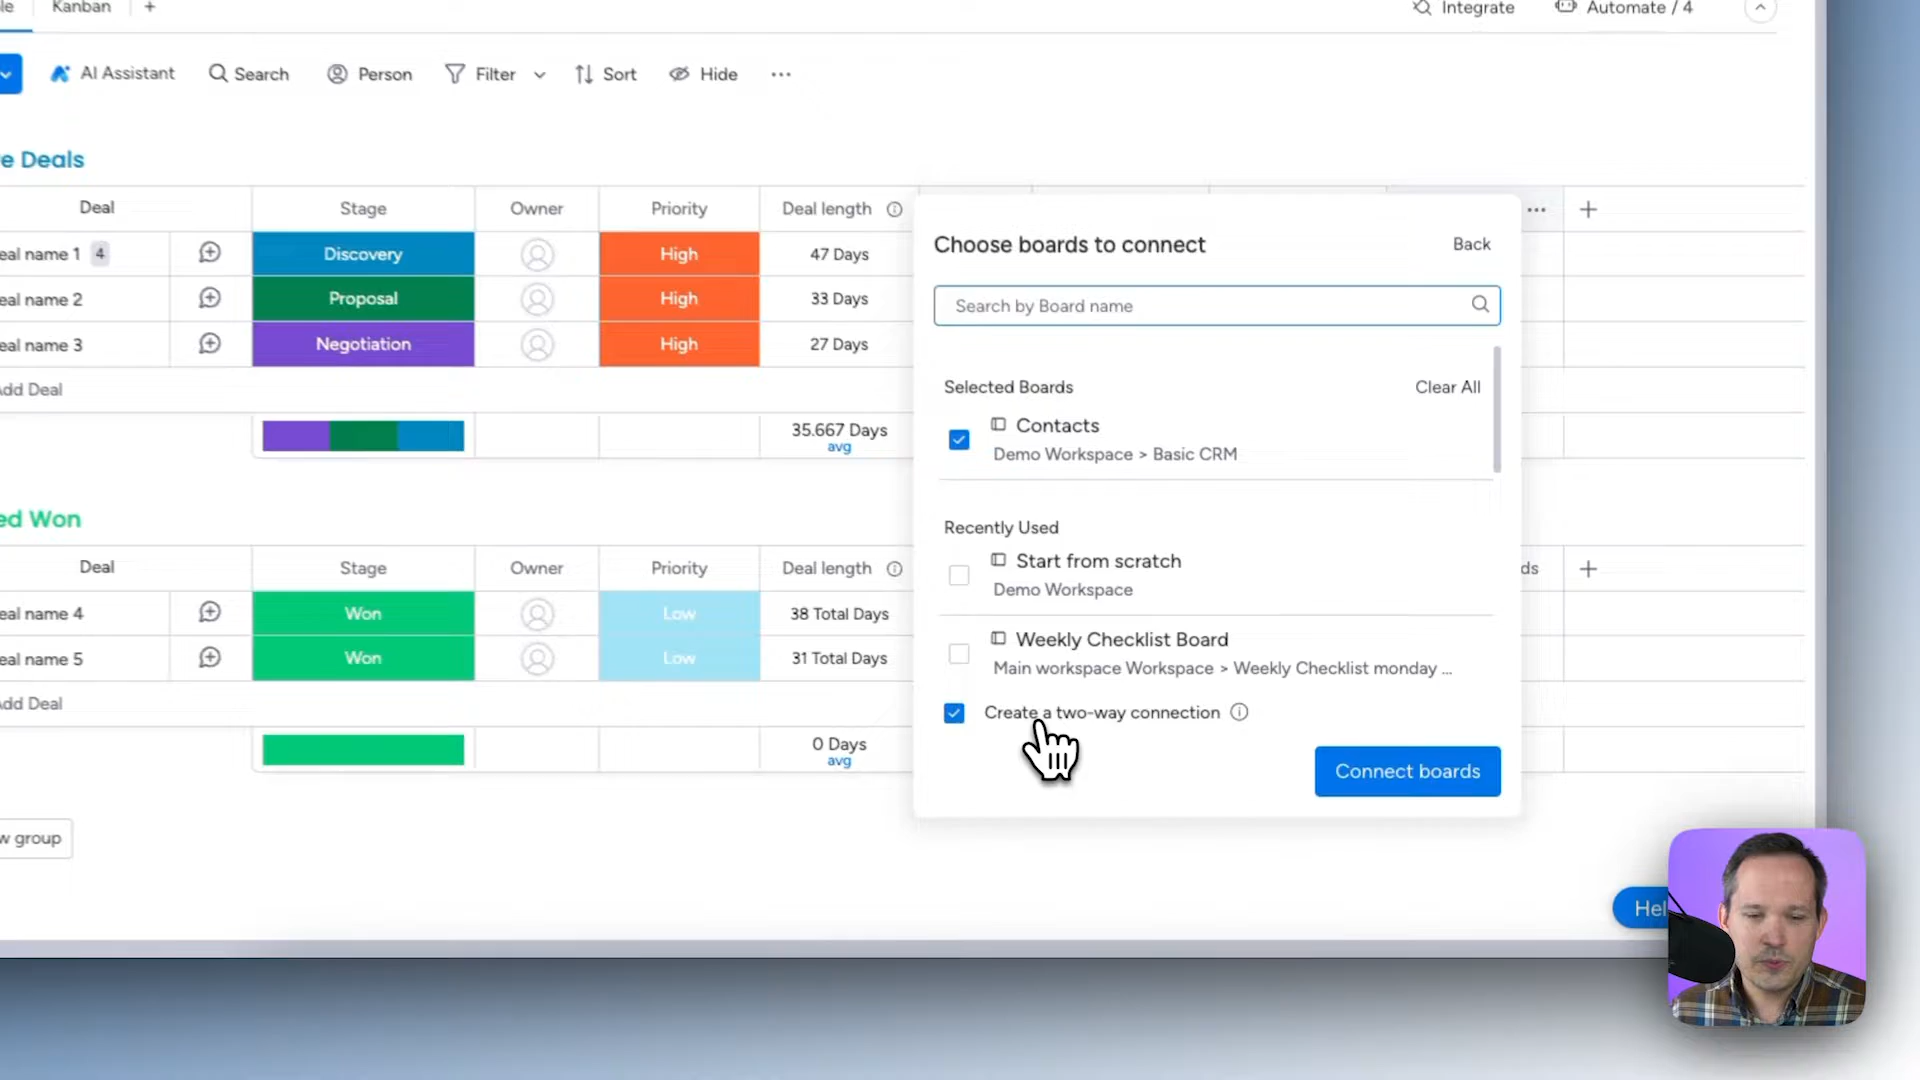 le Kanban + Integrate Automate / 4
AI Assistant Search Person Filter Sort Hide ...
e Deals
Deal Stage Owner Priority Deal length
eal name 1 4 Discovery High 47 Days
eal name 2 Proposal High 33 Days
eal name 3 Negotiation High 27 Days
Add Deal
35.667 Days
avg
ed Won
Deal Stage Owner Priority Deal length ds
eal name 4 Won Low 38 Total Days
eal name 5 Won Low 31 Total Days
Add Deal
0 Days
avg
w group
Choose boards to connect Back
Search by Board name
Selected Boards Clear All
Contacts
Demo Workspace > Basic CRM
Recently Used
Start from scratch
Demo Workspace
Weekly Checklist Board
Main workspace Workspace > Weekly Checklist monday ...
Create a two-way connection
Connect boards
Hel